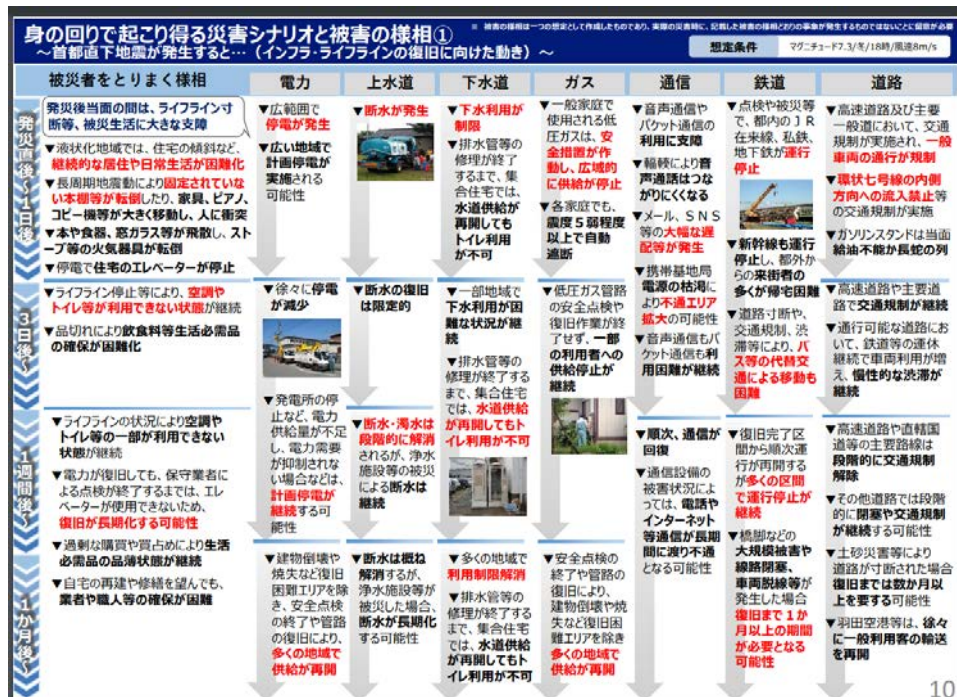 身の回りで起こり得る災害シナリオと被害の様相①
～首都直下地震が発生すると…（インフラ・ライフラインの復旧に向けた動き）～
※ 被害の様相は一つの想定として作成したものであり、実際の災害時に、記載した被害の様相どおりの事象が発生するものではないことに留意が必要
想定条件
マグニチュード7.3/冬/18時/風速8m/s
被災者をとりまく様相
電力
上水道
下水道
ガス
通信
鉄道
道路
発災直後～1日後
発災後当面の間は、ライフライン寸
断等、被災生活に大きな支障
▼液状化地域では、住宅の傾斜など、
継続的な居住や日常生活が困難化
▼長周期地震動により固定されていな
い本棚等が転倒したり、家具、ピアノ、
コピー機等が大きく移動し、人に衝突
▼本や食器、窓ガラス等が飛散し、スト
ーブ等の火気器具が転倒
▼停電で住宅のエレベーターが停止
▼広範囲で
停電が発生
▼広い地域で
計画停電が
実施される
可能性
▼断水が発生
▼下水利用が
制限
▼排水管等の
修理が終了
するまで、集
合住宅では、
水道供給が
再開しても
トイレ利用
が不可
▼一般家庭で
使用される低
圧ガスは、安
全措置が作
動し、広域的
に供給が停止
▼各家庭でも、
震度５弱程度
以上で自動
遮断
▼音声通信や
パケット通信の
利用に支障
▼輻輳により音
声通話はつな
がりにくくなる
▼メール、ＳＮＳ
等の大幅な遅
配等が発生
▼携帯基地局
電源の枯渇に
より不通エリア
拡大の可能性
▼点検や被災等
で、都内のＪＲ
在来線、私鉄、
地下鉄が運行
停止
▼新幹線も運行
停止し、都外か
らの来街者の
多くが帰宅困難
▼高速道路及び主要
一般道において、交通
規制が実施され、一般
車両の通行が規制
▼環状七号線の内側
方向への流入禁止等
の交通規制が実施
▼ガソリンスタンドは当面
給油不能か長蛇の列
3日後～
▼ライフライン停止等により、空調や
トイレ等が利用できない状態が継続
▼品切れにより飲食料等生活必需品
の確保が困難化
▼徐々に停電
が減少
▼断水の復旧
は限定的
▼一部地域で
下水利用が困
難な状況が継
続
▼排水管等の
修理が終了す
るまで、集合住
宅では、水道供給
が再開してもト
イレ利用が不可
▼低圧ガス管路
の安全点検や
復旧作業が終
了せず、一部
の利用者への
供給停止が
継続
▼音声通信もパ
ケット通信も利
用困難が継続
▼道路寸断や、
交通規制、渋
滞等により、バ
ス等の代替交
通による移動も
困難
▼高速道路や主要道
路で交通規制が継続
▼通行可能な道路にお
いて、鉄道等の運休
継続で車両利用が増
え、慢性的な渋滞が
継続
1週間後～
▼ライフラインの状況により空調や
トイレ等の一部が利用できない
状態が継続
▼電力が復旧しても、保守業者に
よる点検が終了するまでは、エレ
ベーターが使用できないため、
復旧が長期化する可能性
▼過剰な購買や買占めにより生活
必需品の品薄状態が継続
▼自宅の再建や修繕を望んでも、
業者や職人等の確保が困難
▼発電所の停
止など、電力
供給量が不足
し、電力需要
が抑制されな
い場合などは、
計画停電が
継続する可
能性
▼断水・濁水は
段階的に解消
されるが、浄水
施設等の被災
による断水は
継続
▼順次、通信が
回復
▼通信設備の
被害状況によ
っては、電話や
インターネット
等通信が長期
間に渡り不通
となる可能性
▼復旧完了区
間から順次運
行が再開する
が多くの区間
で運行停止が
継続
▼橋脚などの
大規模被害や
線路閉塞、
車両脱線等が
発生した場合
復旧まで１か
月以上の期間
が必要となる
可能性
▼高速道路や直轄国
道等の主要路線は
段階的に交通規制
解除
▼その他道路では段階
的に閉塞や交通規制
が継続する可能性
▼土砂災害等により
道路が寸断された場合
復旧までは数か月以
上を要する可能性
▼羽田空港等は、徐々
に一般利用客の輸送
を再開
1か月後～
▼建物倒壊や
焼失など復旧
困難エリアを除
き、安全点検
の終了や管路
の復旧により、
多くの地域で
供給が再開
▼断水は概ね
解消するが、
浄水施設等が
被災した場合、
断水が長期化
する可能性
▼多くの地域で
利用制限解消
▼排水管等の
修理が終了する
まで、集合住宅
では、水道供給
が再開してもト
イレ利用が不可
▼安全点検の
終了や管路の
復旧により、
建物倒壊や焼
失など復旧困
難エリアを除き
多くの地域で
供給が再開
10